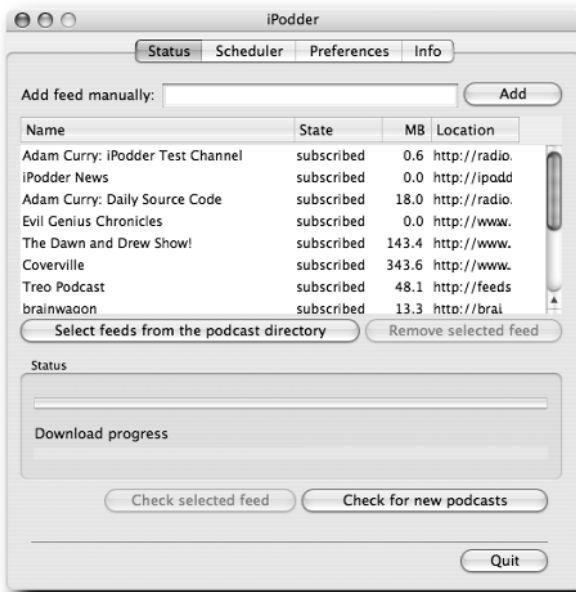 iPodder
Status Scheduler Preferences Info
Add feed manually: Add
Name State MB Location
Adam Curry: iPodder Test Channel subscribed 0.6 http://radio.
iPodder News subscribed 0.0 http://ipodd
Adam Curry: Daily Source Code subscribed 18.0 http://radio.
Evil Genius Chronicles subscribed 0.0 http://www.
The Dawn and Drew Show! subscribed 143.4 http://www.
Coverville subscribed 343.6 http://www.
Treo Podcast subscribed 48.1 http://feeds
brainwagon subscribed 13.3 http://brai
Select feeds from the podcast directory Remove selected feed
Status
Download progress
Check selected feed Check for new podcasts
Quit